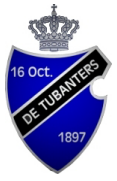 16 Oct.
DE TUBANTERS
1897